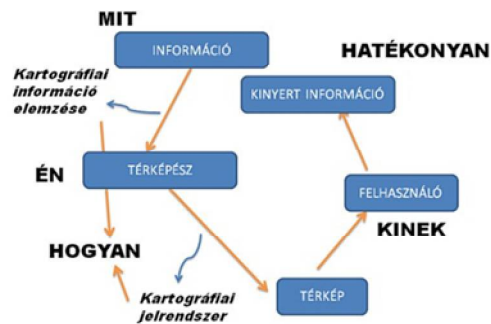 MIT
INFORMÁCIÓ
HATÉKONYAN
Kartográfiai
információ
elemzése
KINYERT INFORMÁCIÓ
ÉN
TÉRKÉPÉSZ
FELHASZNÁLÓ
KINEK
HOGYAN
Kartográfiai
jelrendszer
TÉRKÉP